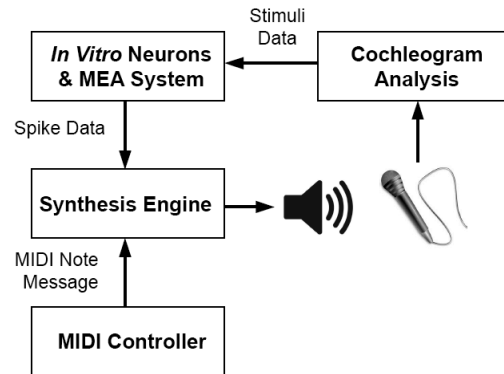 Stimuli
Data
In Vitro Neurons
& MEA System
Cochleogram
Analysis
Spike Data
Synthesis Engine
MIDI Note
Message
MIDI Controller